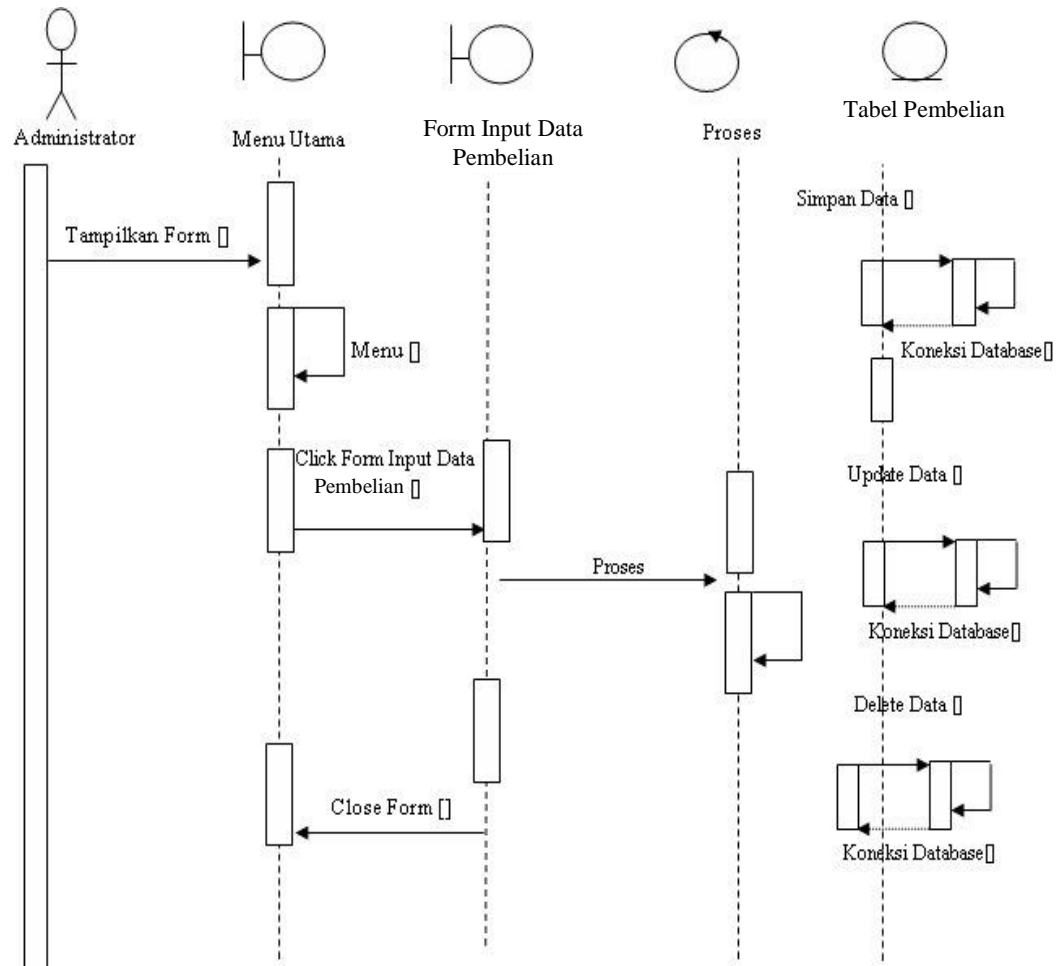 Administrator
Menu Utama
Form Input Data
Pembelian
Proses
Tabel Pembelian
Simpan Data []
Tampilkan Form []
Menu []
Koneksi Database[]
Click Form Input Data
Pembelian []
Update Data []
Proses
Koneksi Database[]
Delete Data []
Close Form []
Koneksi Database[]